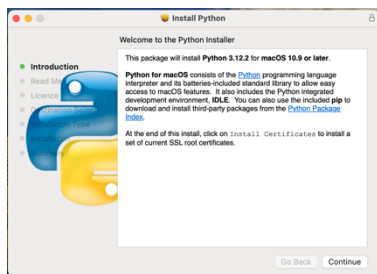 Install Python
Welcome to the Python Installer
Introduction
Read Me
Licence
Destination Select
Installation Type
Installation
This package will install Python 3.12.2 for macOS 10.9 or later.
Python for macOS consists of the Python programming language
interpreter and its batteries-included standard library to allow easy
access to macOS features. It also includes the Python integrated
development environment, IDLE. You can also use the included pip to
download and install third-party packages from the Python Package
Index.
At the end of this install, click on Install Certificates to install a
set of current SSL root certificates.
Go Back
Continue